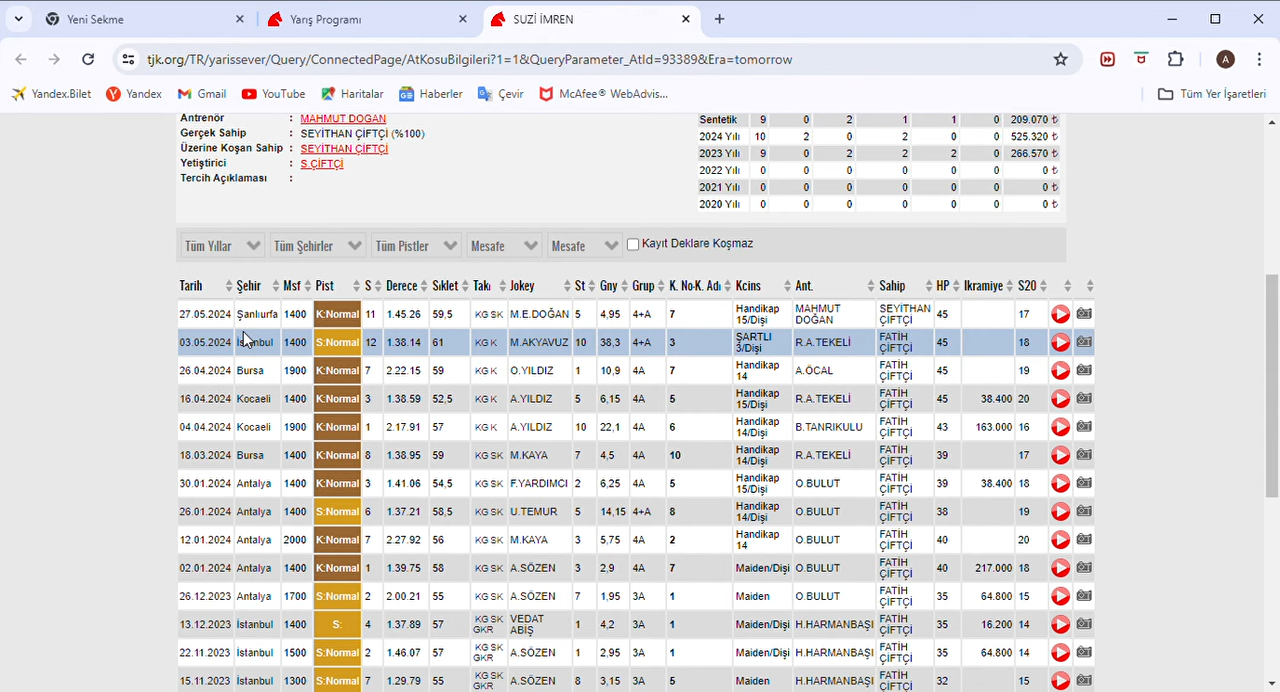 Yeni Sekme
Yarış Programı
SUZİ İMREN
tjk.org/TR/yarissever/Query/ConnectedPage/AtKosuBilgileri?1=1&QueryParameter_AtId=93389&Era=tomorrow
A
Yandex.Bilet
Yandex
Gmail
YouTube
Haritalar
Haberler
Çevir
McAfee® WebAdvis...
Tüm Yer İşaretleri
Antrenör : MAHMUT DOĞAN
Gerçek Sahip : SEYİTHAN ÇİFTÇİ (%100)
Üzerine Koşan Sahip : SEYİTHAN ÇİFTÇİ
Yetiştirici : S.ÇİFTÇİ
Tercih Açıklaması :
Sentetik 9 0 2 1 1 0 209.070 ₺
2024 Yılı 10 2 0 2 0 0 525.320 ₺
2023 Yılı 9 0 2 2 2 0 266.570 ₺
2022 Yılı 0 0 0 0 0 0 0 ₺
2021 Yılı 0 0 0 0 0 0 0 ₺
2020 Yılı 0 0 0 0 0 0 0 ₺
Tüm Yıllar Tüm Şehirler Tüm Pistler Mesafe Mesafe Kayıt Deklare Koşmaz
Tarih Şehir Msf Pist S Derece Sıklet Takı Jokey St Gny Grup K. No-K. Adı Kcins Ant. Sahip HP Ikramiye S20
27.05.2024 Şanlıurfa 1400 K:Normal 11 1.45.26 59,5 KG SK M.E.DOĞAN 5 4,95 4+A 7 Handikap 15/Dişi MAHMUT DOĞAN SEYİTHAN ÇİFTÇİ 45 17
03.05.2024 İstanbul 1400 S:Normal 12 1.38.14 61 KG K M.AKYAVUZ 10 38,3 4+A 3 ŞARTLI 3/Dişi R.A.TEKELİ FATİH ÇİFTÇİ 45 18
26.04.2024 Bursa 1900 K:Normal 7 2.22.15 59 KG K O.YILDIZ 1 10,9 4A 7 Handikap 14 A.ÖCAL FATİH ÇİFTÇİ 45 19
19.04.2024 Kocaeli 1400 K:Normal 3 1.38.59 52,5 KG K A.YILDIZ 5 6,15 4A 5 Handikap 15/Dişi R.A.TEKELİ FATİH ÇİFTÇİ 45 38.400 20
04.04.2024 Kocaeli 1900 K:Normal 1 2.17.91 57 KG K A.YILDIZ 10 22,1 4A 6 Handikap 14/Dişi B.TANRIKULU FATİH ÇİFTÇİ 43 163.000 16
Bursa 1400 K:Normal 8 1.38.95 59 KG SK M.KAYA 7 4,5 4A 10 Handikap 14/Dişi R.A.TEKELİ FATİH ÇİFTÇİ 39 17
30.01.2024 Antalya 1400 K:Normal 3 1.41.06 54,5 KG SK F.YARDIMCI 2 6,25 4A 5 Handikap 15/Dişi O.BULUT FATİH ÇİFTÇİ 39 38.400 18
26.01.2024 Antalya 1400 S:Normal 6 1.37.21 58,5 KG SK U.TEMUR 5 14,15 4+A 8 Handikap 14/Dişi O.BULUT FATİH ÇİFTÇİ 38 19
12.01.2024 Antalya 2000 K:Normal 7 2.27.92 56 KG SK M.KAYA 3 5,75 4A 2 Handikap 14 O.BULUT FATİH ÇİFTÇİ 40 20
02.01.2024 Antalya 1400 K:Normal 1 1.39.75 58 KG SK A.SÖZEN 3 2,9 4A 7 Maiden/Dişi O.BULUT FATİH ÇİFTÇİ 40 217.000 18
Antalya 1700 S:Normal 2 2.00.21 55 KG SK A.SÖZEN 7 1,95 3A 1 Maiden O.BULUT FATİH ÇİFTÇİ 35 64.800 15
13.12.2023 İstanbul 1400 S: 4 1.37.89 57 KG SK GKR VEDAT ABİŞ 1 4,2 3A 1 Maiden/Dişi H.HARMANBAŞI FATİH ÇİFTÇİ 35 16.200 14
22.11.2023 İstanbul 1500 S:Normal 2 1.46.07 57 KG SK GKR A.SÖZEN 1 2,95 3A 1 Maiden/Dişi H.HARMANBAŞI FATİH ÇİFTÇİ 35 64.800 14
15.11.2023 İstanbul 1300 S:Normal 7 1.29.79 55 KG SK GKR A.SÖZEN 8 3,15 3A 5 Maiden H.HARMANBAŞI FATİH ÇİFTÇİ 32 15